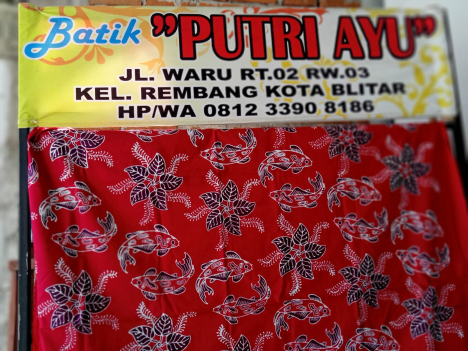 Batik "PUTRI AYU"
JL. WARU RT.02 RW.03
KEL. REMBANG KOTA BLITAR
HP/WA 0812 3390 8186